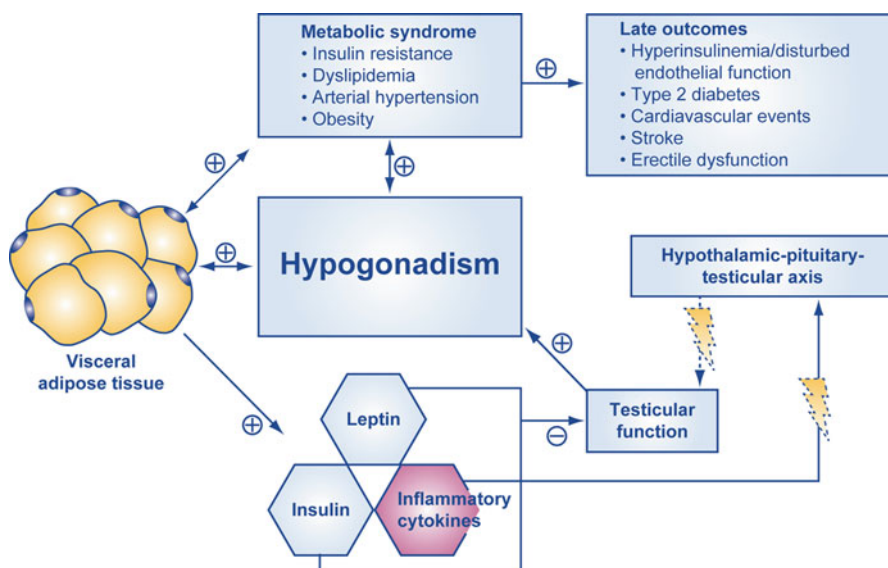 Metabolic syndrome
• Insulin resistance
• Dyslipidemia
• Arterial hypertension
• Obesity
⊕
Late outcomes
• Hyperinsulinemia/disturbed
endothelial function
• Type 2 diabetes
• Cardiavascular events
• Stroke
• Erectile dysfunction
⊕
⊕
⊕
Hypogonadism
Hypothalamic-pituitary-
testicular axis
Visceral
adipose tissue
⊕
⊕
Leptin
⊖
Testicular
function
Insulin
Inflammatory
cytokines